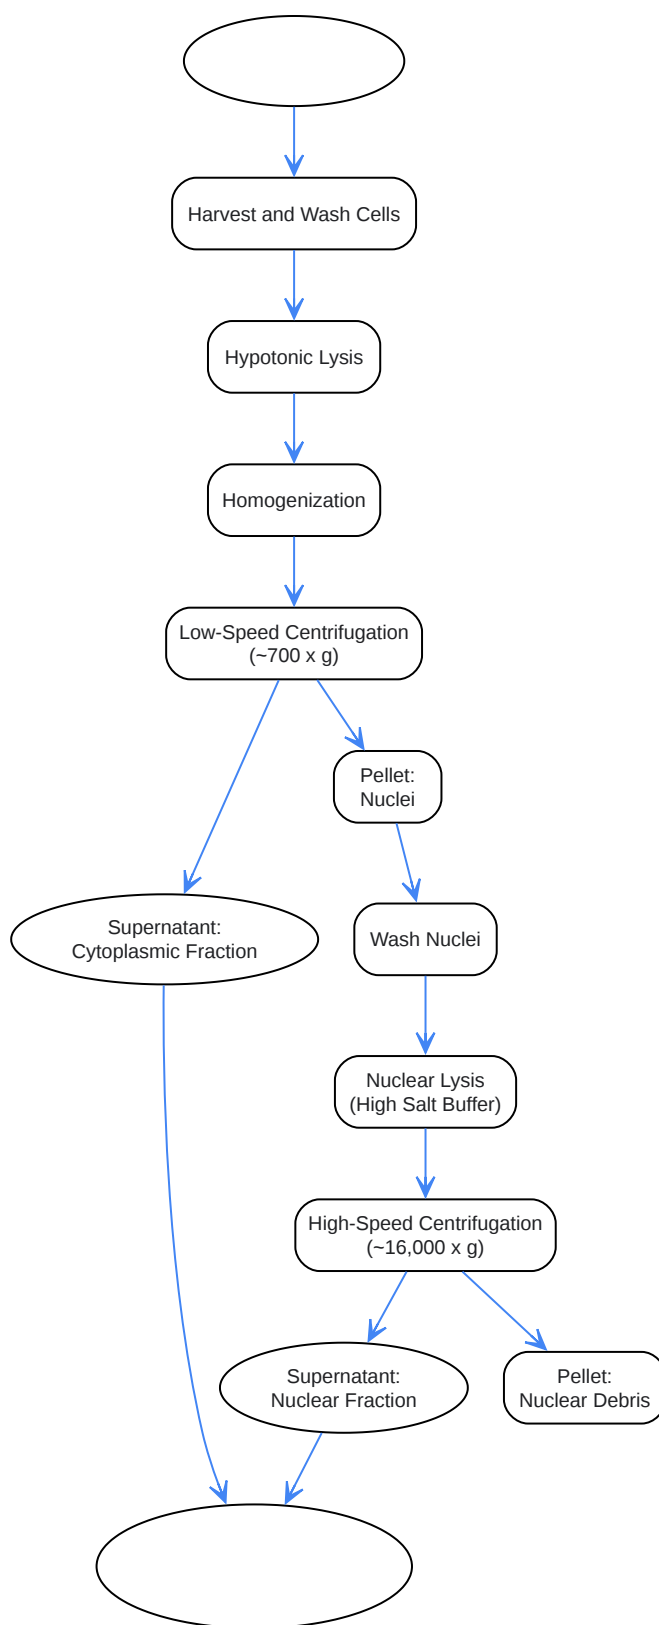 Harvest and Wash Cells
Hypotonic Lysis
Homogenization
Low-Speed Centrifugation
(~700 x g)
Pellet:
Nuclei
Supernatant:
Cytoplasmic Fraction
Wash Nuclei
Nuclear Lysis
(High Salt Buffer)
High-Speed Centrifugation
(~16,000 x g)
Supernatant:
Nuclear Fraction
Pellet:
Nuclear Debris